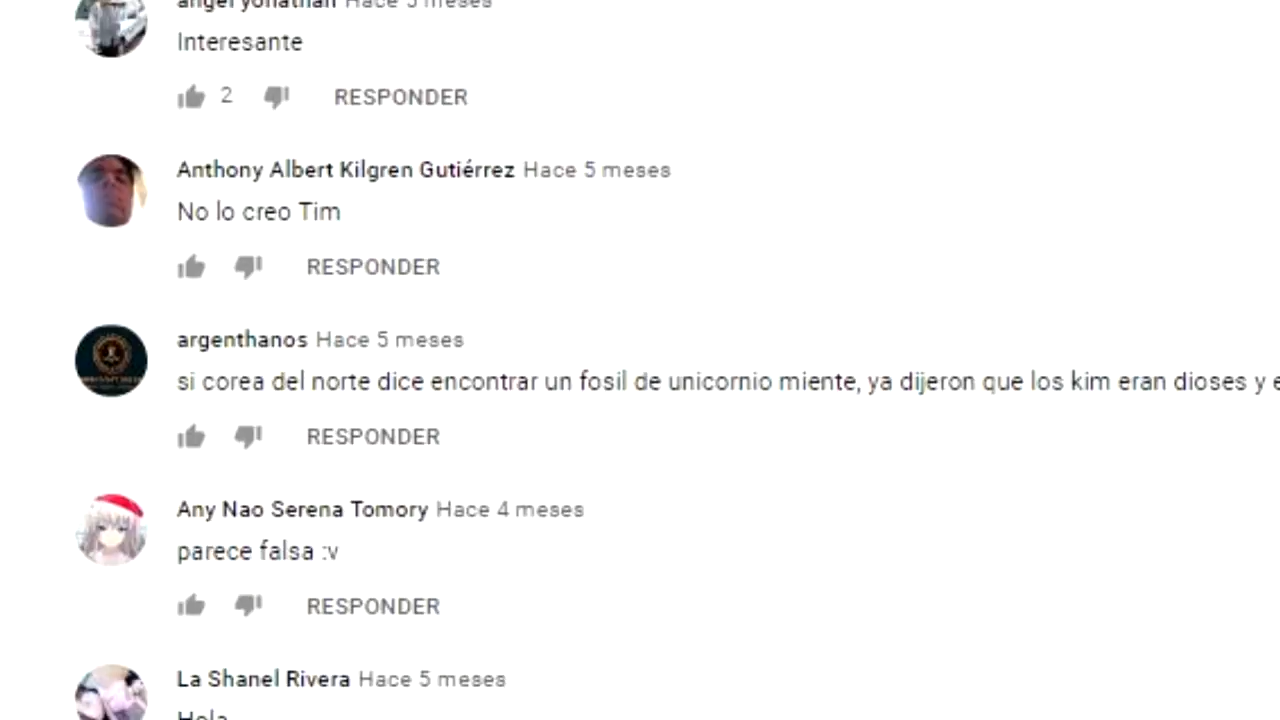 angel yonathan Hace 5 meses
Interesante
2 RESPONDER
Anthony Albert Kilgren Gutiérrez Hace 5 meses
No lo creo Tim
RESPONDER
argenthanos Hace 5 meses
si corea del norte dice encontrar un fosil de unicornio miente, ya dijeron que los kim eran dioses y e
RESPONDER
Any Nao Serena Tomory Hace 4 meses
parece falsa :v
RESPONDER
La Shanel Rivera Hace 5 meses
Hola